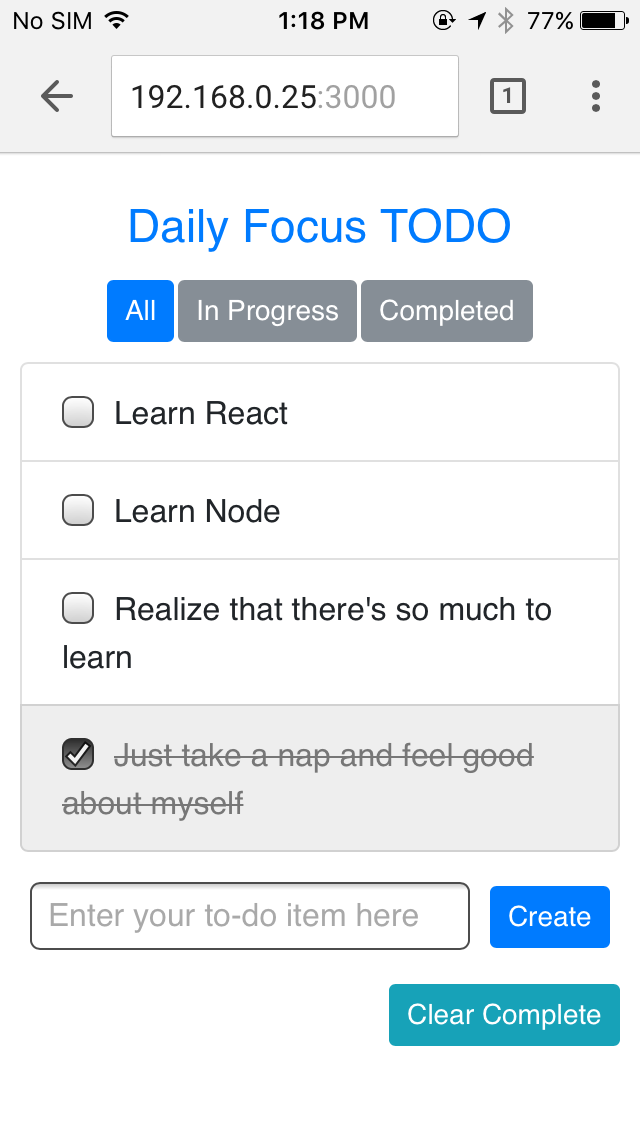 No SIM 1:18 PM 77%
192.168.0.25:3000 1
Daily Focus TODO
All In Progress Completed
Learn React
Learn Node
Realize that there's so much to
learn
Just take a nap and feel good
about myself
Enter your to-do item here Create
Clear Complete